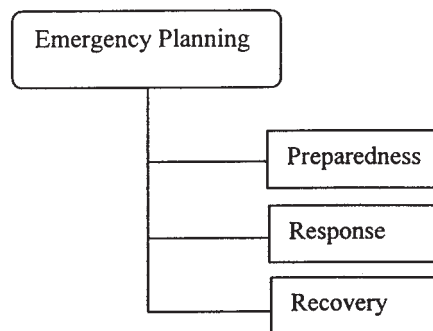 Emergency Planning
Preparedness
Response
Recovery